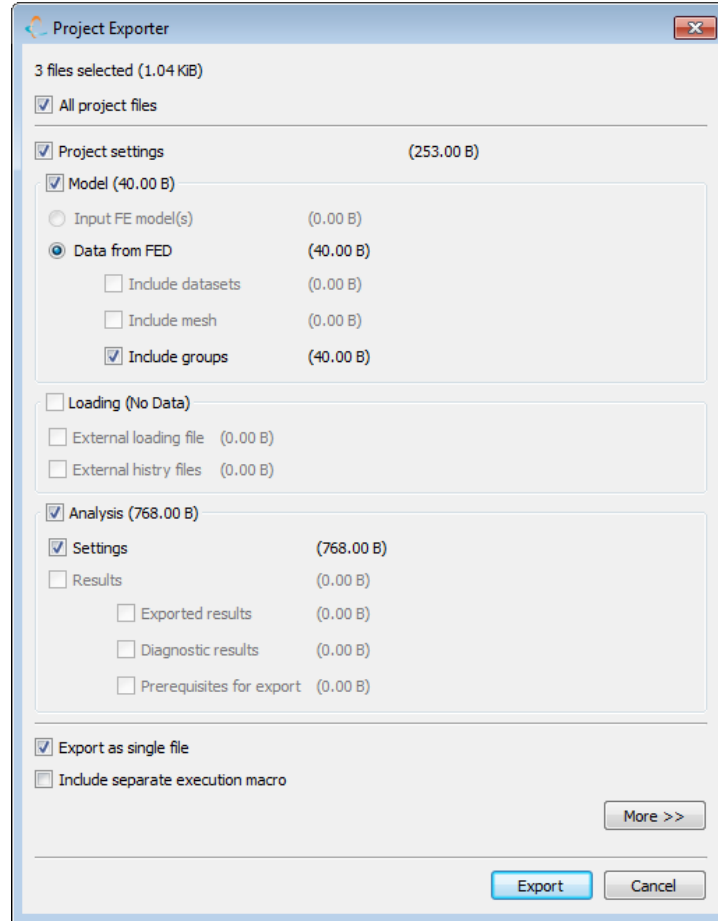 Project Exporter
3 files selected (1.04 KiB)
All project files
Project settings (253.00 B)
Model (40.00 B)
Input FE model(s) (0.00 B)
Data from FED (40.00 B)
Include datasets (0.00 B)
Include mesh (0.00 B)
Include groups (40.00 B)
Loading (No Data)
External loading file (0.00 B)
External histry files (0.00 B)
Analysis (768.00 B)
Settings (768.00 B)
Results (0.00 B)
Exported results (0.00 B)
Diagnostic results (0.00 B)
Prerequisites for export (0.00 B)
Export as single file
Include separate execution macro
More >>
Export Cancel